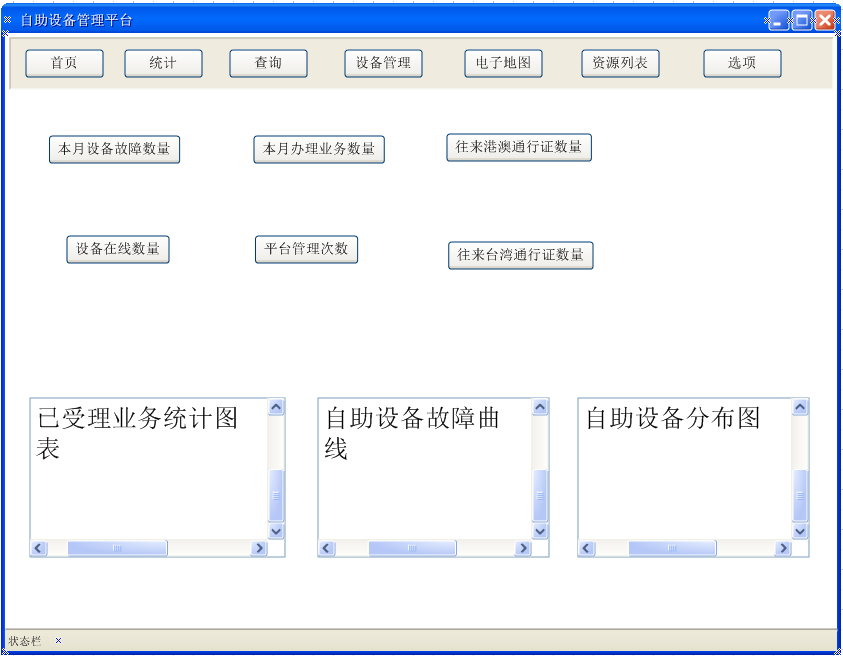 自助设备管理平台
首页 统计 查询 设备管理 电子地图 资源列表 选项
本月设备故障数量 本月办理业务数量 往来港澳通行证数量
设备在线数量 平台管理次数 往来台湾通行证数量
已受理业务统计图
表
自助设备故障曲
线
自助设备分布图
状态栏